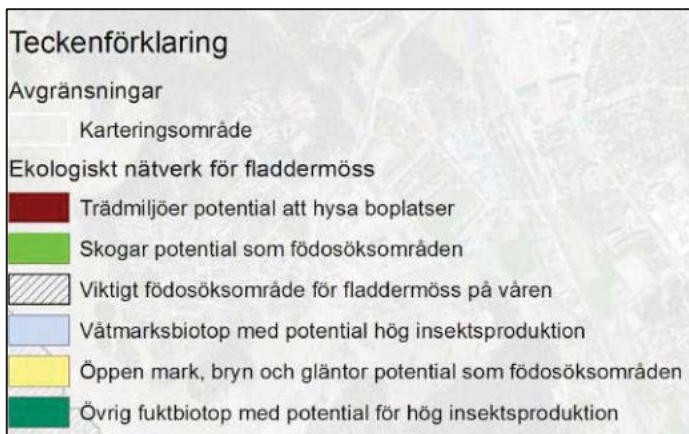 Teckenförklaring
Avgränsningar
Karteringsområde
Ekologiskt nätverk för fladdermöss
Trädmiljöer potential att hysa boplatser
Skogar potential som födosöksområden
Viktigt födosöksområde för fladdermöss på våren
Våtmarksbiotop med potential hög insektsproduktion
Öppen mark, bryn och gläntor potential som födosöksområden
Övrig fuktbiotop med potential för hög insektsproduktion